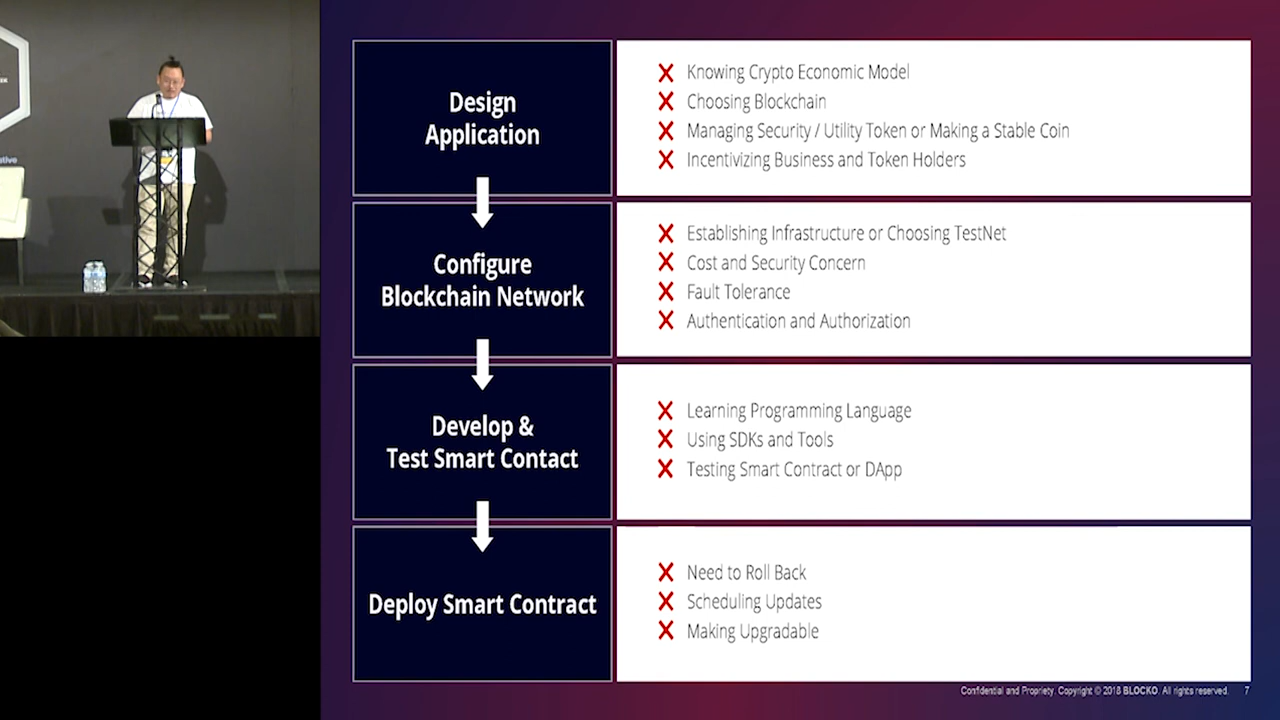 Design
Application
Knowing Crypto Economic Model
Choosing Blockchain
Managing Security / Utility Token or Making a Stable Coin
Incentivizing Business and Token Holders
Configure
Blockchain Network
Establishing Infrastructure or Choosing TestNet
Cost and Security Concern
Fault Tolerance
Authentication and Authorization
Develop &
Test Smart Contact
Learning Programming Language
Using SDKs and Tools
Testing Smart Contract or DApp
Deploy Smart Contract
Need to Roll Back
Scheduling Updates
Making Upgradable
Confidential and Propriety. Copyright © 2018 BLOCKO. All rights reserved. 7